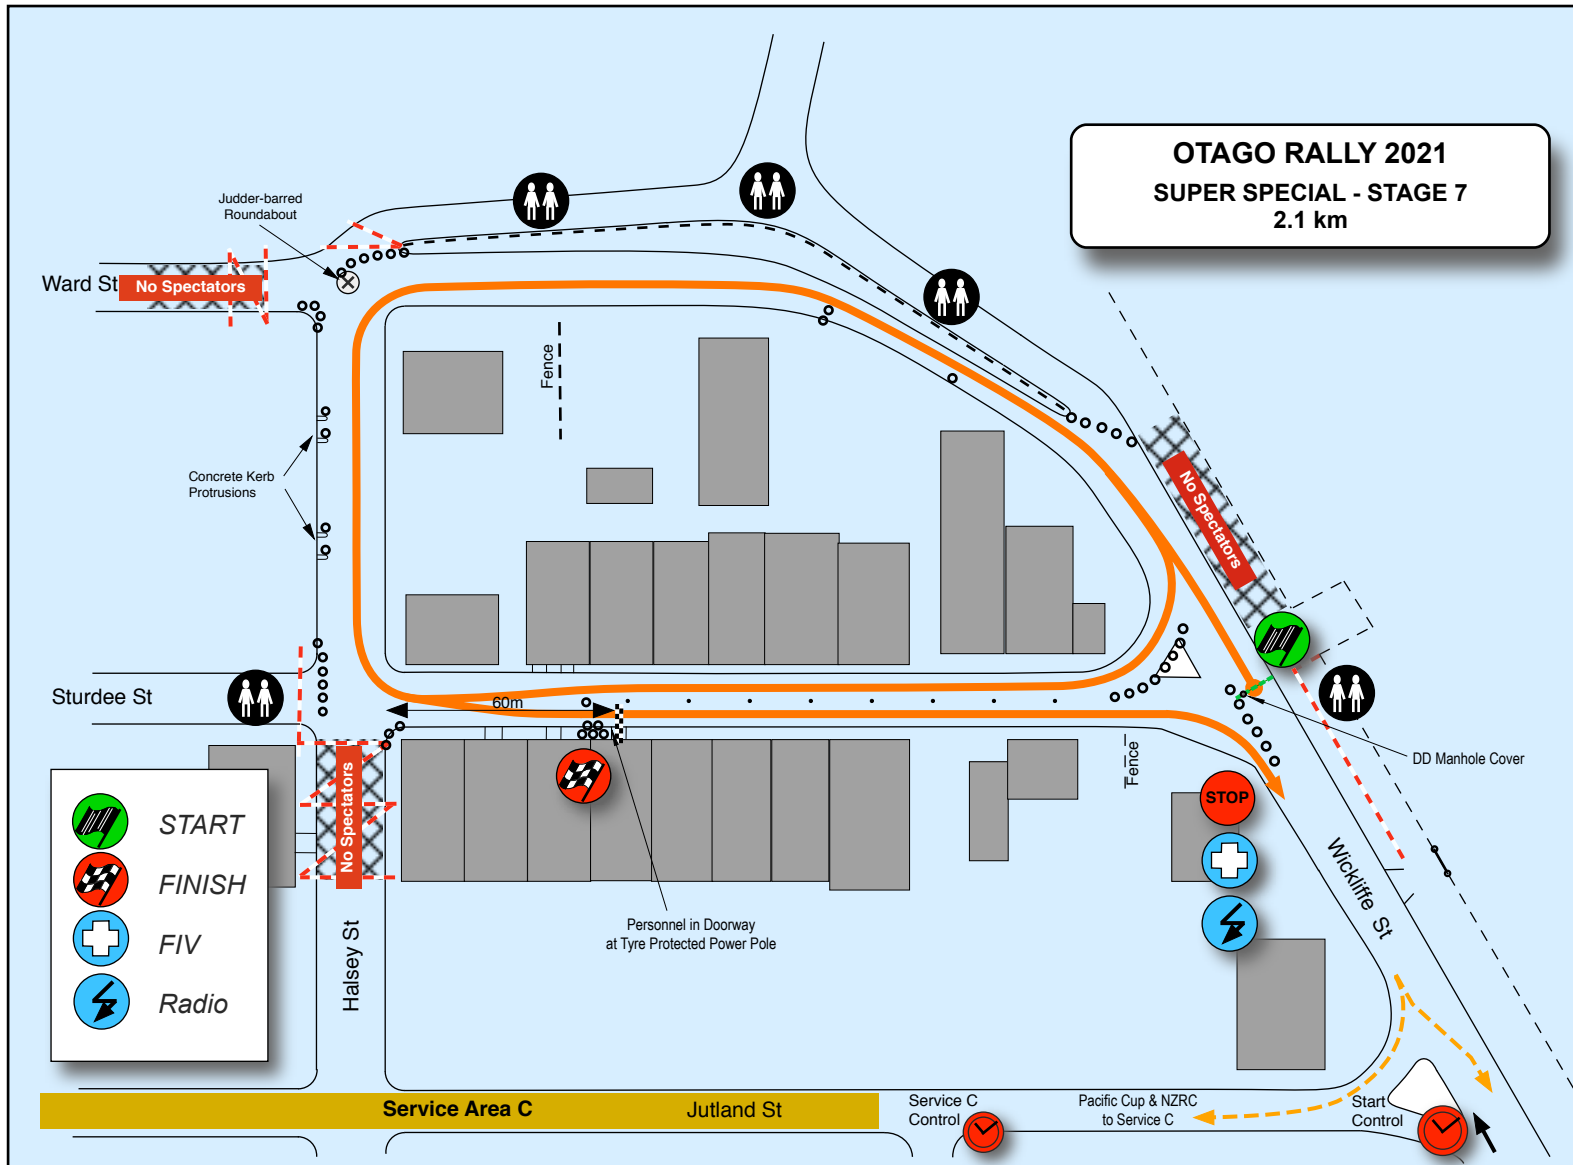 OTAGO RALLY 2021
SUPER SPECIAL - STAGE 7
2.1 km
Judder-barred
Roundabout
Ward St
No Spectators
Fence
Concrete Kerb
Protrusions
No Spectators
Sturdee St
60m
DD Manhole Cover
Fence
No Spectators
STOP
START
FINISH
FIV
Radio
Personnel in Doorway
at Tyre Protected Power Pole
Wickliffe St
Halsey St
Service Area C
Jutland St
Service C
Control
Pacific Cup & NZRC
to Service C
Start
Control